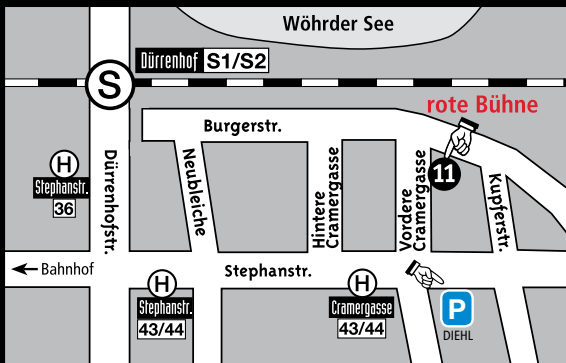 Wöhrder See
Dürrenhof S1/S2
S
rote Bühne
Burgerstr.
11
H
Stephanstr.
36
Dürrenhofstr.
Neubleiche
Hintere
Cramergasse
Vordere
Cramergasse
Kupferstr.
← Bahnhof
Stephanstr.
H
Stephanstr.
43/44
H
Cramergasse
43/44
P
DIEHL